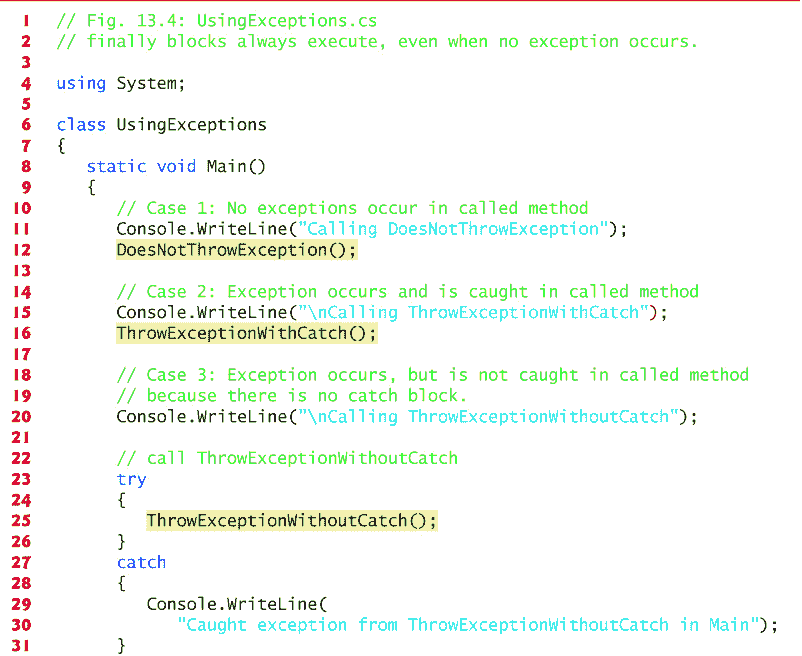 1 // Fig. 13.4: UsingExceptions.cs
2 // finally blocks always execute, even when no exception occurs.
3
4 using System;
5
6 class UsingExceptions
7 {
8 static void Main()
9 {
10 // Case 1: No exceptions occur in called method
11 Console.WriteLine("Calling DoesNotThrowException");
12 DoesNotThrowException();
13
14 // Case 2: Exception occurs and is caught in called method
15 Console.WriteLine("\nCalling ThrowExceptionWithCatch");
16 ThrowExceptionWithCatch();
17
18 // Case 3: Exception occurs, but is not caught in called method
19 // because there is no catch block.
20 Console.WriteLine("\nCalling ThrowExceptionWithoutCatch");
21
22 // call ThrowExceptionWithoutCatch
23 try
24 {
25 ThrowExceptionWithoutCatch();
26 }
27 catch
28 {
29 Console.WriteLine(
30 "Caught exception from ThrowExceptionWithoutCatch in Main");
31 }